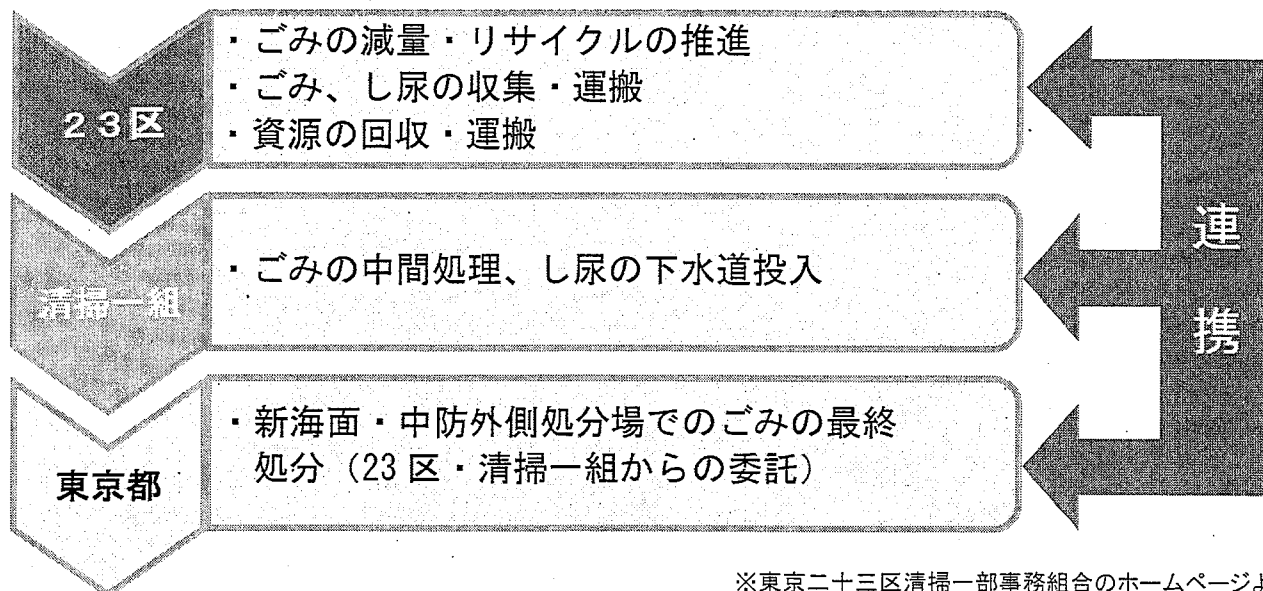 23区
・ごみの減量・リサイクルの推進
・ごみ、し尿の収集・運搬
・資源の回収・運搬
清掃一組
・ごみの中間処理、し尿の下水道投入
東京都
・新海面・中防外側処分場でのごみの最終
処分（23区・清掃一組からの委託）
連携
※東京二十三区清掃一部事務組合のホームページよ